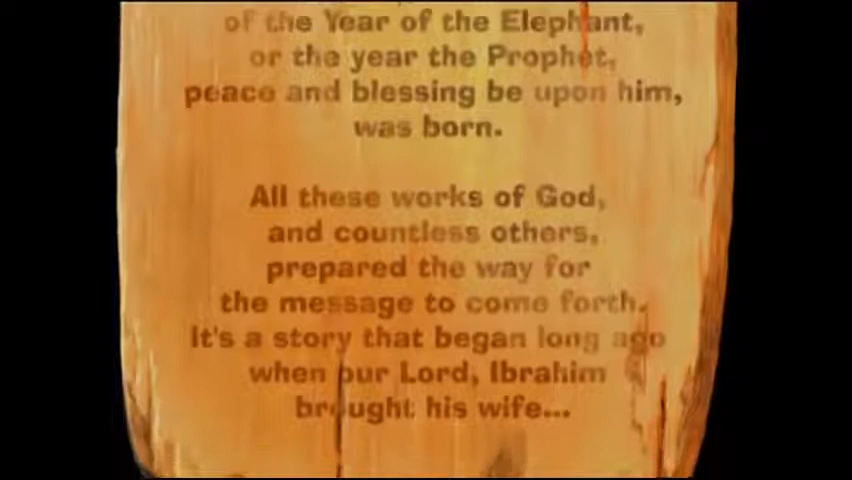 of the Year of the Elephant,
or the year the Prophet,
peace and blessing be upon him,
was born.
All these works of God,
and countless others,
prepared the way for
the message to come forth.
It's a story that began long ago
when our Lord, Ibrahim
brought his wife...